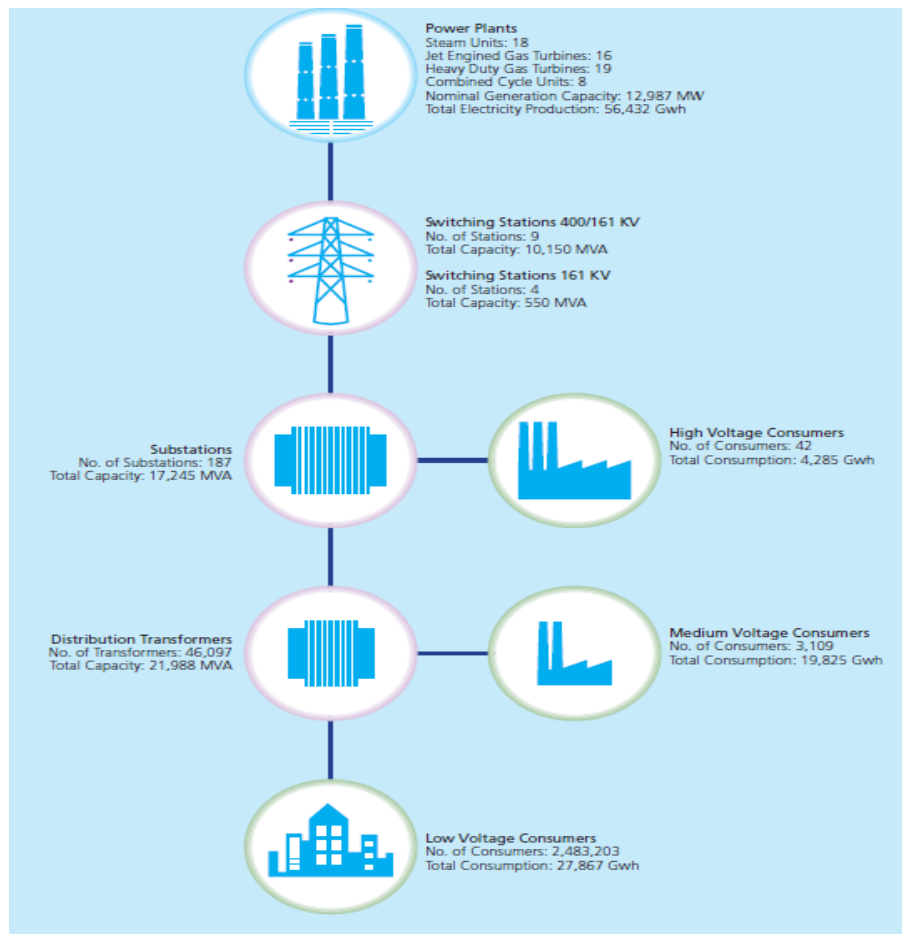 Power Plants
Steam Units: 18
Jet Engined Gas Turbines: 16
Heavy Duty Gas Turbines: 19
Combined Cycle Units: 8
Nominal Generation Capacity: 12,987 MW
Total Electricity Production: 56,432 Gwh
Switching Stations 400/161 KV
No. of Stations: 9
Total Capacity: 10,150 MVA
Switching Stations 161 KV
No. of Stations: 4
Total Capacity: 550 MVA
Substations
No. of Substations: 187
Total Capacity: 17,245 MVA
High Voltage Consumers
No. of Consumers: 42
Total Consumption: 4,285 Gwh
Distribution Transformers
No. of Transformers: 46,097
Total Capacity: 21,988 MVA
Medium Voltage Consumers
No. of Consumers: 3,109
Total Consumption: 19,825 Gwh
Low Voltage Consumers
No. of Consumers: 2,483,203
Total Consumption: 27,867 Gwh